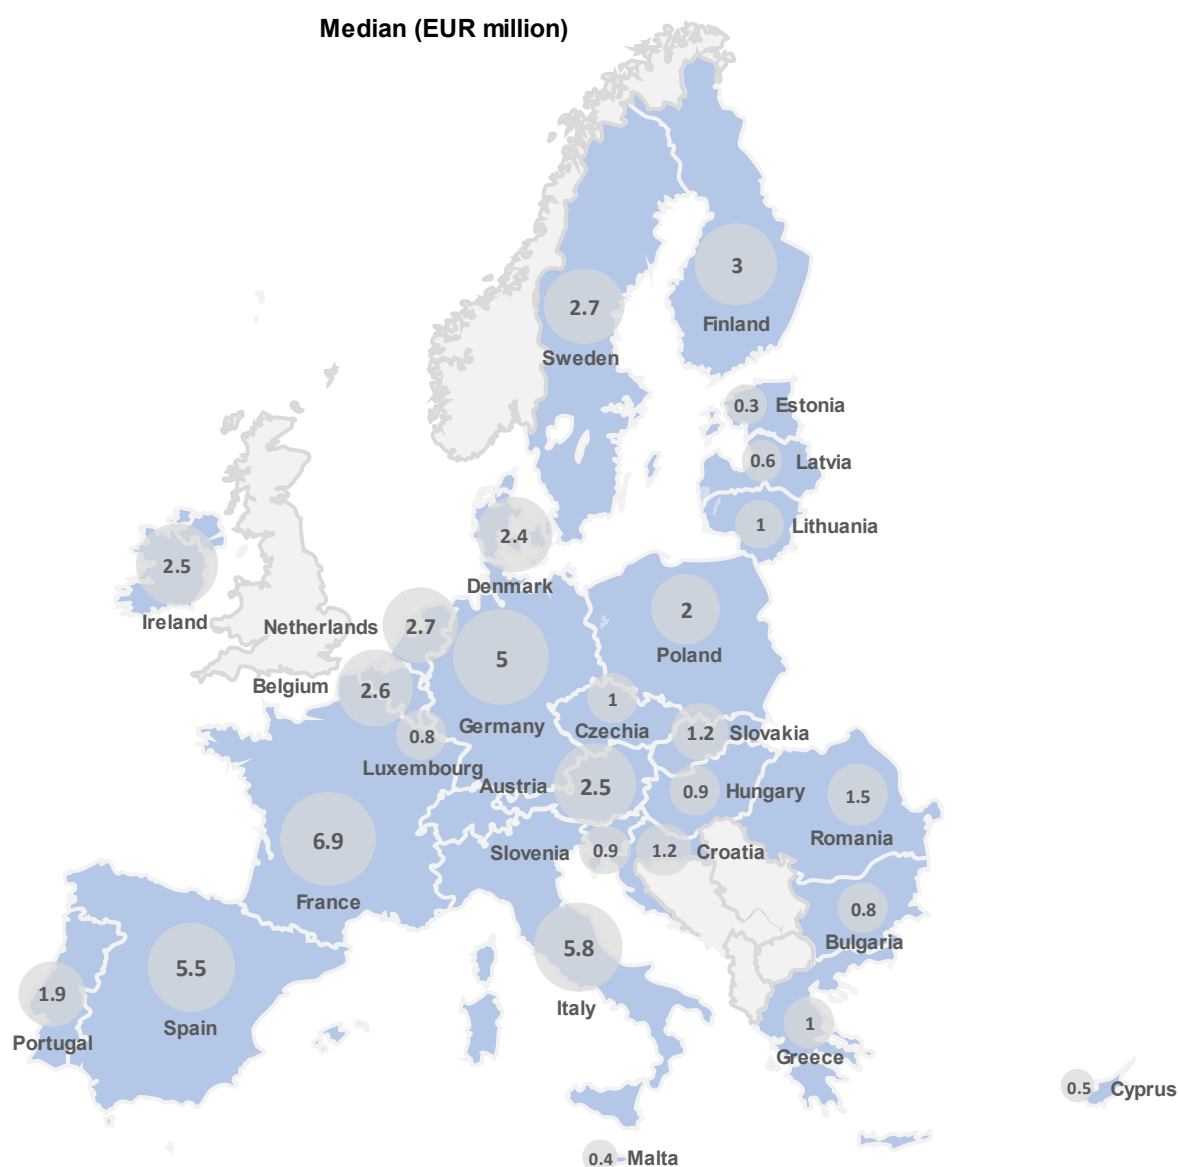 Median (EUR million)
3
Finland
2.7
Sweden
0.3
Estonia
0.6
Latvia
1
Lithuania
2.4
Denmark
2.5
Ireland
2.7
Netherlands
2
Poland
5
Germany
2.6
Belgium
1
Czechia
1.2
Slovakia
0.8
Luxembourg
2.5
Austria
0.9
Hungary
1.5
Romania
6.9
France
0.9
Slovenia
1.2
Croatia
0.8
Bulgaria
5.8
Italy
5.5
Spain
1.9
Portugal
1
Greece
0.5
Cyprus
0.4
Malta